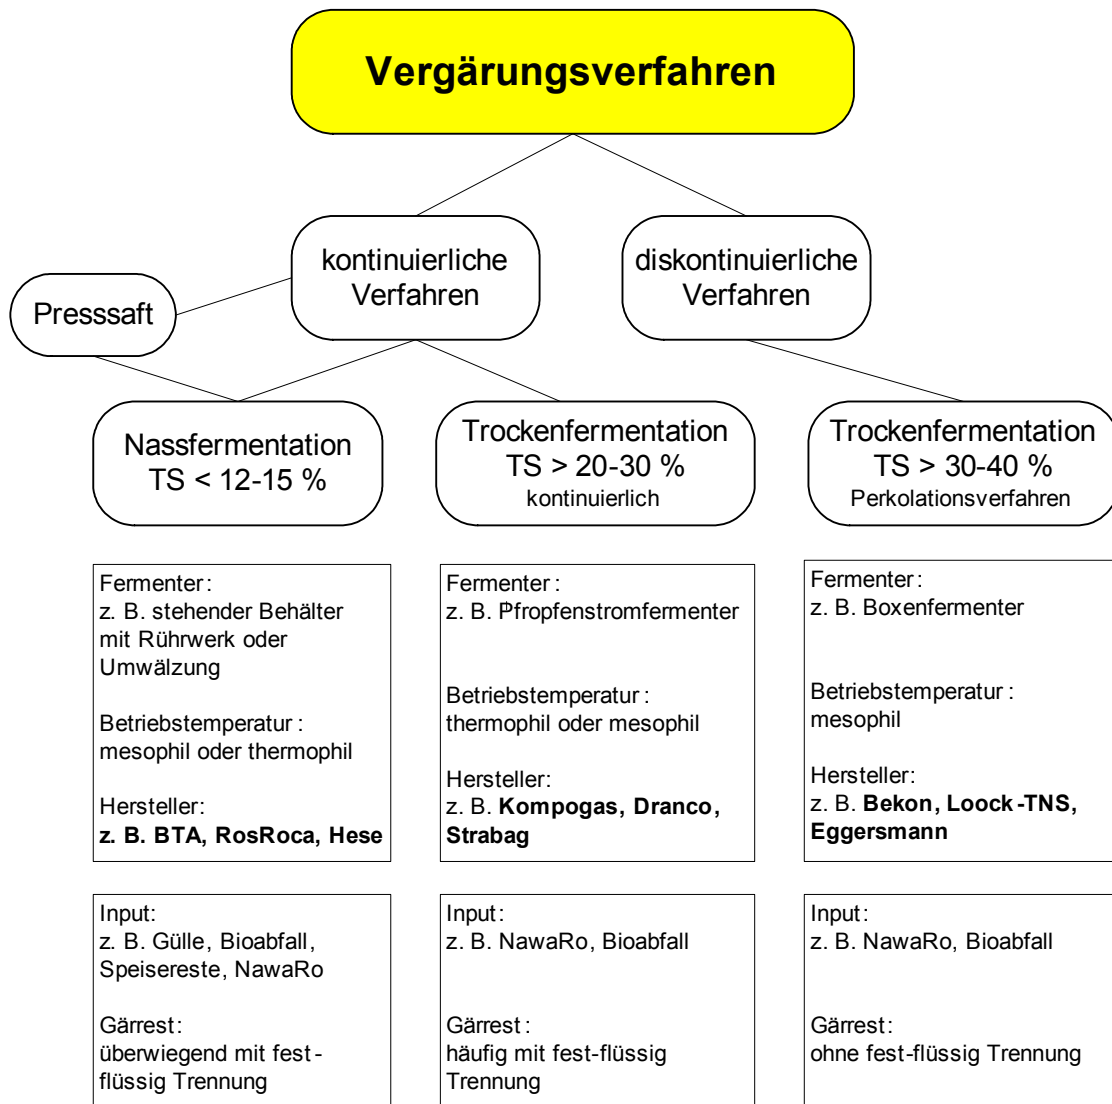 Vergärungsverfahren
kontinuierliche
Verfahren
diskontinuierliche
Verfahren
Presssaft
Nassfermentation
TS < 12-15 %
Trockenfermentation
TS > 20-30 %
kontinuierlich
Trockenfermentation
TS > 30-40 %
Perkolationsverfahren
Fermenter:
z. B. stehender Behälter
mit Rührwerk oder
Umwälzung
Betriebstemperatur:
mesophil oder thermophil
Hersteller:
z. B. BTA, RosRoca, Hese
Fermenter:
z. B. Pfropfenstromfermenter
Betriebstemperatur:
thermophil oder mesophil
Hersteller:
z. B. Kompogas, Dranco,
Strabag
Fermenter:
z. B. Boxenfermenter
Betriebstemperatur:
mesophil
Hersteller:
z. B. Bekon, Loock-TNS,
Eggersmann
Input:
z. B. Gülle, Bioabfall,
Speisereste, NawaRo
Gärrest:
überwiegend mit fest-
flüssig Trennung
Input:
z. B. NawaRo, Bioabfall
Gärrest:
häufig mit fest-flüssig
Trennung
Input:
z. B. NawaRo, Bioabfall
Gärrest:
ohne fest-flüssig Trennung